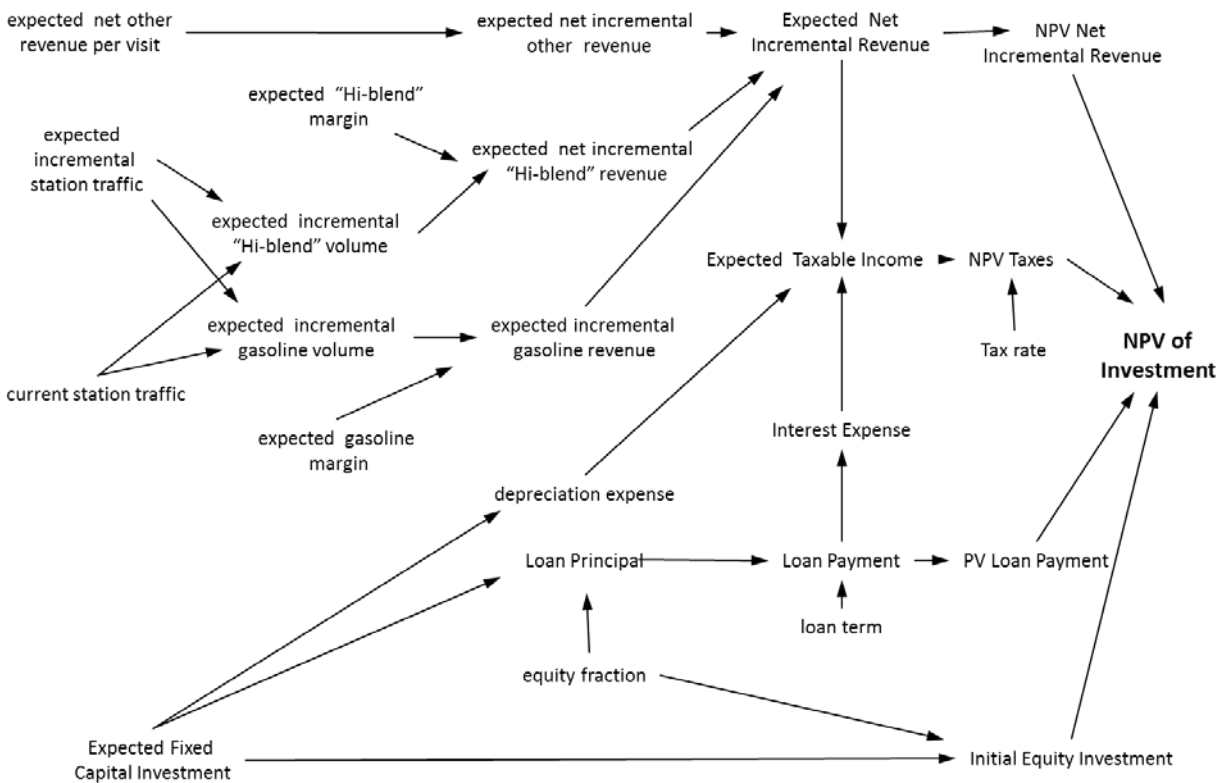 expected net other
revenue per visit
expected net incremental
other revenue
Expected Net
Incremental Revenue
NPV Net
Incremental Revenue
expected “Hi-blend”
margin
expected
incremental
station traffic
expected net incremental
“Hi-blend” revenue
expected incremental
“Hi-blend” volume
Expected Taxable Income
NPV Taxes
expected incremental
gasoline volume
expected incremental
gasoline revenue
Tax rate
NPV of
Investment
current station traffic
expected gasoline
margin
Interest Expense
depreciation expense
Loan Principal
Loan Payment
PV Loan Payment
loan term
equity fraction
Expected Fixed
Capital Investment
Initial Equity Investment